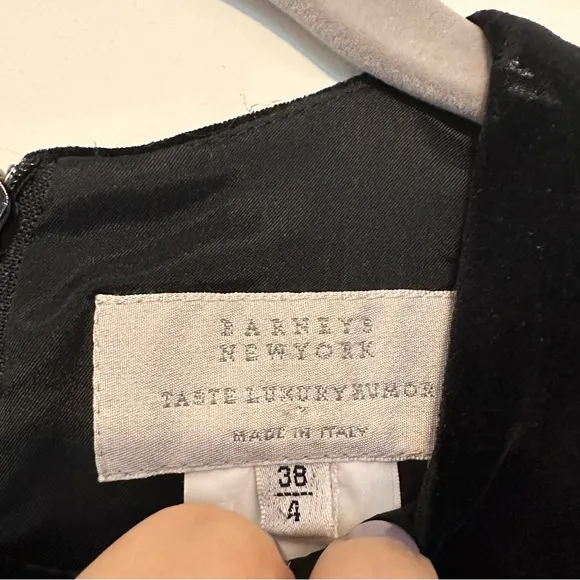 BARNEYS
NEWYORK
TASTE LUXURY HUMOR
MADE IN ITALY
38
4